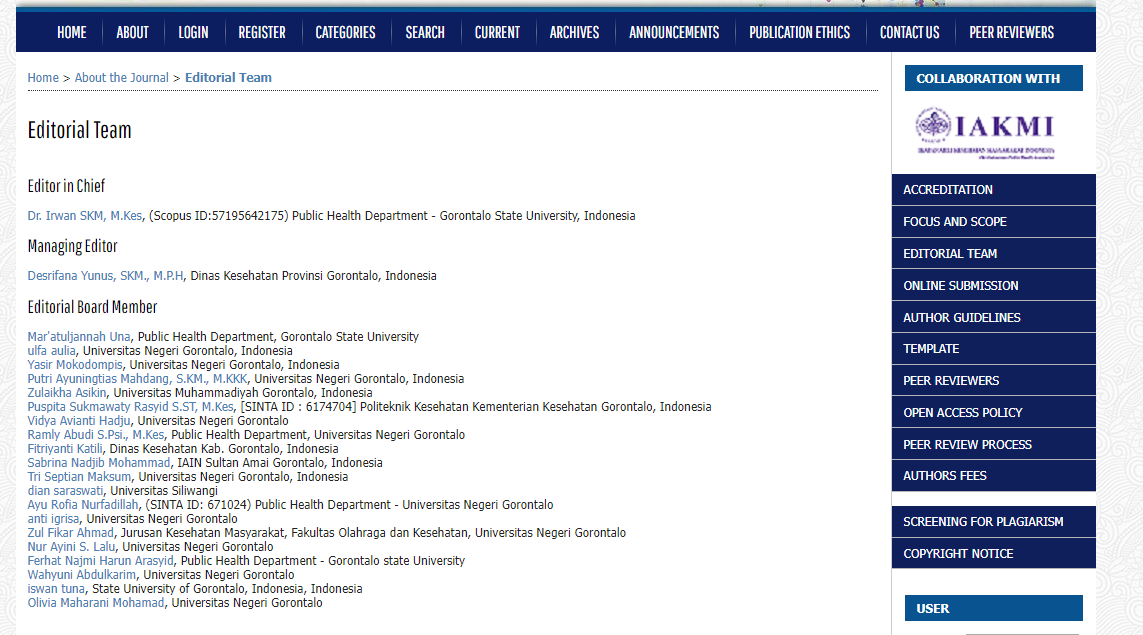 HOME ABOUT LOGIN REGISTER CATEGORIES SEARCH CURRENT ARCHIVES ANNOUNCEMENTS PUBLICATION ETHICS CONTACT US PEER REVIEWERS
Home > About the Journal > Editorial Team
Editorial Team
Editor in Chief
Dr. Irwan SKM, M.Kes, (Scopus ID:57195642175) Public Health Department - Gorontalo State University, Indonesia
Managing Editor
Desrifana Yunus, SKM., M.P.H, Dinas Kesehatan Provinsi Gorontalo, Indonesia
Editorial Board Member
Mar'atuljannah Una, Public Health Department, Gorontalo State University
ulfa aulia, Universitas Negeri Gorontalo, Indonesia
Yasir Mokodompis, Universitas Negeri Gorontalo, Indonesia
Putri Ayuningtias Mahdang, S.KM., M.KKK, Universitas Negeri Gorontalo, Indonesia
Zulaikha Asikin, Universitas Muhammadiyah Gorontalo, Indonesia
Puspita Sukmawaty Rasyid S.ST, M.Kes, [SINTA ID : 6174704] Politeknik Kesehatan Kementerian Kesehatan Gorontalo, Indonesia
Vidya Avianti Hadju, Universitas Negeri Gorontalo
Ramly Abudi S.Psi., M.Kes, Public Health Department, Universitas Negeri Gorontalo
Fitriyanti Katili, Dinas Kesehatan Kab. Gorontalo, Indonesia
Sabrina Nadjib Mohammad, IAIN Sultan Amai Gorontalo, Indonesia
Tri Septian Maksum, Universitas Negeri Gorontalo, Indonesia
dian saraswati, Universitas Siliwangi
Ayu Rofia Nurfadillah, (SINTA ID: 671024) Public Health Department - Universitas Negeri Gorontalo
anti igrisa, Universitas Negeri Gorontalo
Zul Fikar Ahmad, Jurusan Kesehatan Masyarakat, Fakultas Olahraga dan Kesehatan, Universitas Negeri Gorontalo
Nur Ayini S. Lalu, Universitas Negeri Gorontalo
Ferhat Najmi Harun Arasyid, Public Health Department - Gorontalo state University
Wahyuni Abdulkarim, Universitas Negeri Gorontalo
iswan tuna, State University of Gorontalo, Indonesia, Indonesia
Olivia Maharani Mohamad, Universitas Negeri Gorontalo
COLLABORATION WITH
IAKMI
IKATAN AHLI KESEHATAN MASYARAKAT INDONESIA
ACCREDITATION
FOCUS AND SCOPE
EDITORIAL TEAM
ONLINE SUBMISSION
AUTHOR GUIDELINES
TEMPLATE
PEER REVIEWERS
OPEN ACCESS POLICY
PEER REVIEW PROCESS
AUTHORS FEES
SCREENING FOR PLAGIARISM
COPYRIGHT NOTICE
USER